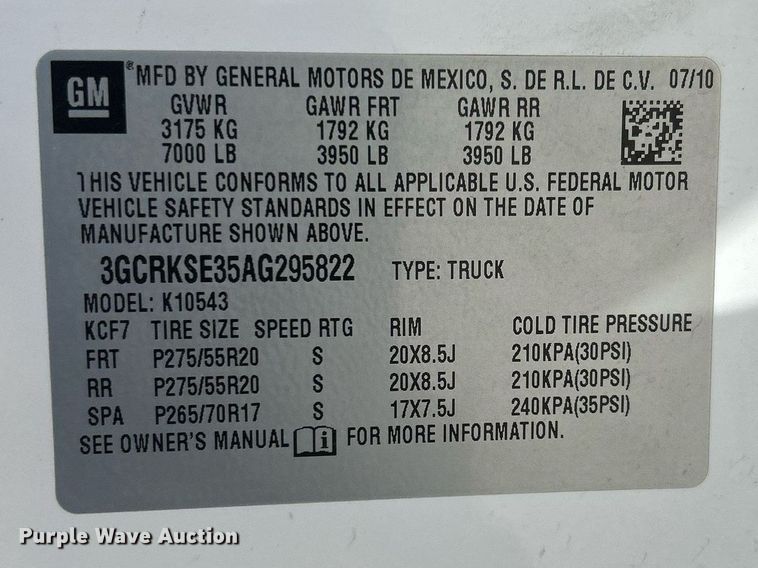 GM ® MFD BY GENERAL MOTORS DE MEXICO, S. DE R.L. DE C.V. 07/10
GVWR GAWR FRT GAWR RR
3175 KG 1792 KG 1792 KG
7000 LB 3950 LB 3950 LB
THIS VEHICLE CONFORMS TO ALL APPLICABLE U.S. FEDERAL MOTOR
VEHICLE SAFETY STANDARDS IN EFFECT ON THE DATE OF
MANUFACTURE SHOWN ABOVE.
3GCRKSE35AG295822 TYPE: TRUCK
MODEL: K10543
KCF7 TIRE SIZE SPEED RTG RIM COLD TIRE PRESSURE
FRT P275/55R20 S 20X8.5J 210KPA(30PSI)
RR P275/55R20 S 20X8.5J 210KPA(30PSI)
SPA P265/70R17 S 17X7.5J 240KPA(35PSI)
SEE OWNER'S MANUAL i FOR MORE INFORMATION.
Purple Wave Auction